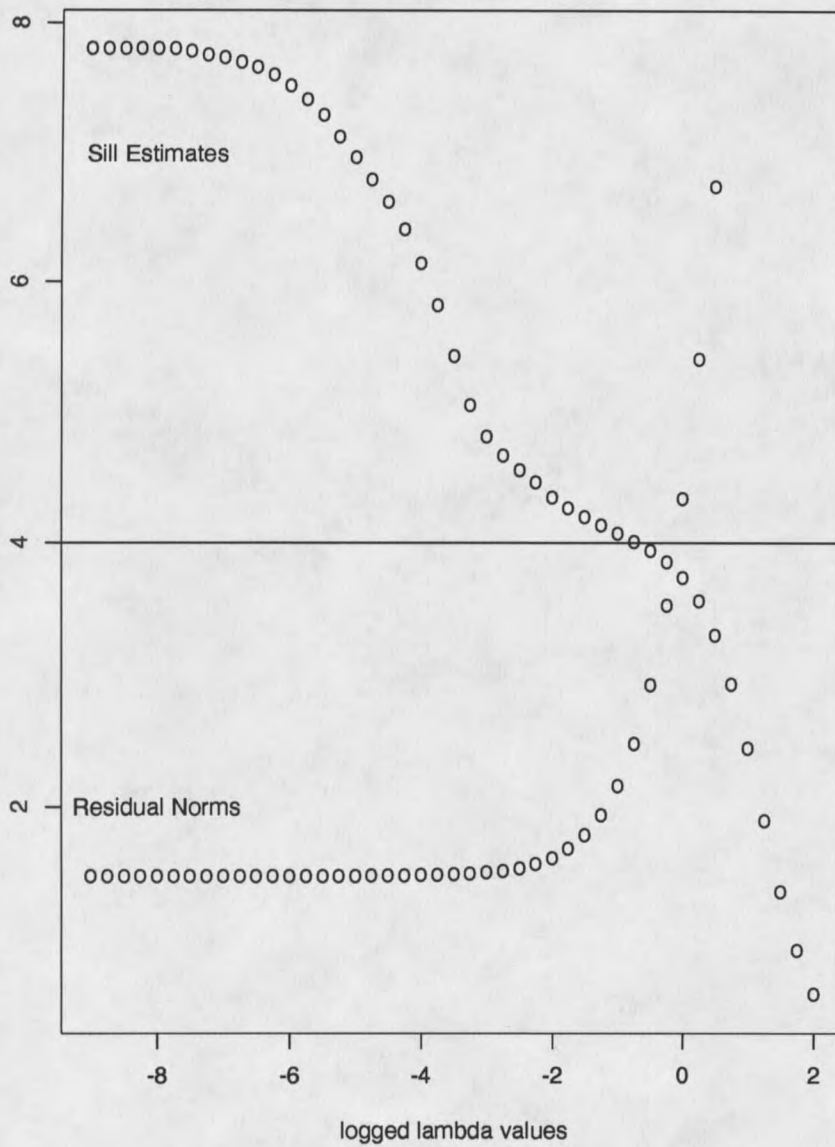 8
Sill Estimates
6
4
2
Residual Norms
-8 -6 -4 -2 0 2
logged lambda values